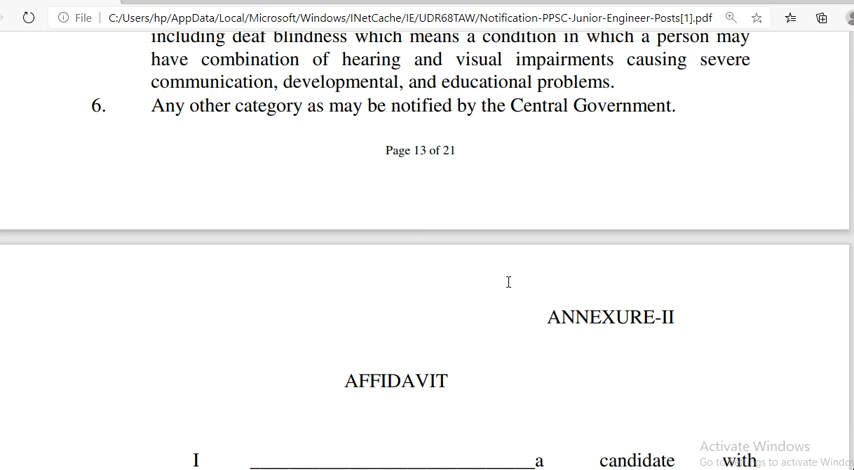 File
C:/Users/hp/AppData/Local/Microsoft/Windows/INetCache/IE/UDR68TAW/Notification-PPSC-Junior-Engineer-Posts[1].pdf
including deaf blindness which means a condition in which a person may
have combination of hearing and visual impairments causing severe
communication, developmental, and educational problems.
6. Any other category as may be notified by the Central Government.
Page 13 of 21
ANNEXURE-II
AFFIDAVIT
I ______________________________a candidate with
Activate Windows
Go to gs to activate Windo